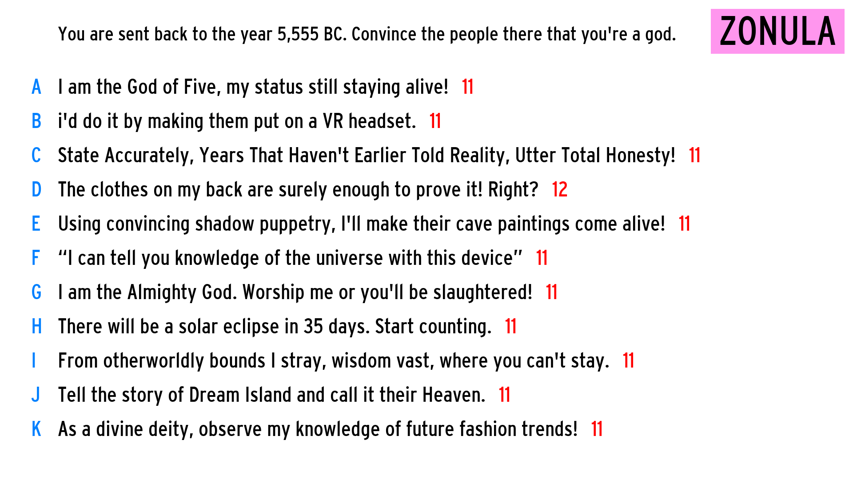 You are sent back to the year 5,555 BC. Convince the people there that you're a god.
ZONULA
A I am the God of Five, my status still staying alive! 11
B i'd do it by making them put on a VR headset. 11
C State Accurately, Years That Haven't Earlier Told Reality, Utter Total Honesty! 11
D The clothes on my back are surely enough to prove it! Right? 12
E Using convincing shadow puppetry, I'll make their cave paintings come alive! 11
F “I can tell you knowledge of the universe with this device” 11
G I am the Almighty God. Worship me or you'll be slaughtered! 11
H There will be a solar eclipse in 35 days. Start counting. 11
I From otherworldly bounds I stray, wisdom vast, where you can't stay. 11
J Tell the story of Dream Island and call it their Heaven. 11
K As a divine deity, observe my knowledge of future fashion trends! 11